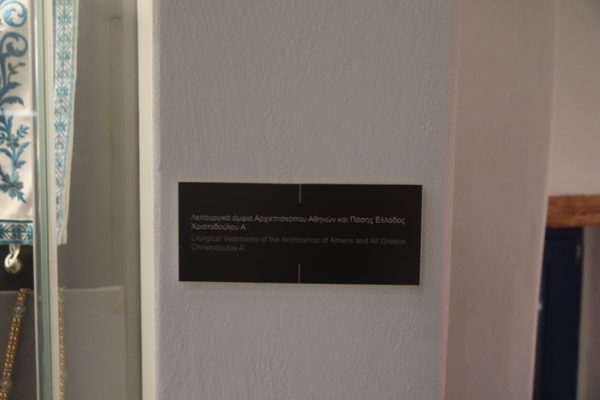 Λειτουργικά άμφια Αρχιεπισκόπου Αθηνών και Πάσης Ελλάδος
Χριστοδούλου Α΄.
Liturgical Vestments of the Archbishop of Athens and All Greece,
Christodoulos A΄.